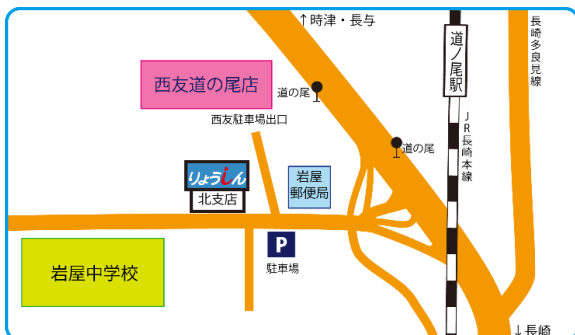 ↑時津・長与
道ノ尾駅
長崎多良見線
西友道の尾店
道の尾
西友駐車場出口
JR長崎本線
道の尾
りょうしん
北支店
岩屋
郵便局
P
駐車場
岩屋中学校
↓長崎